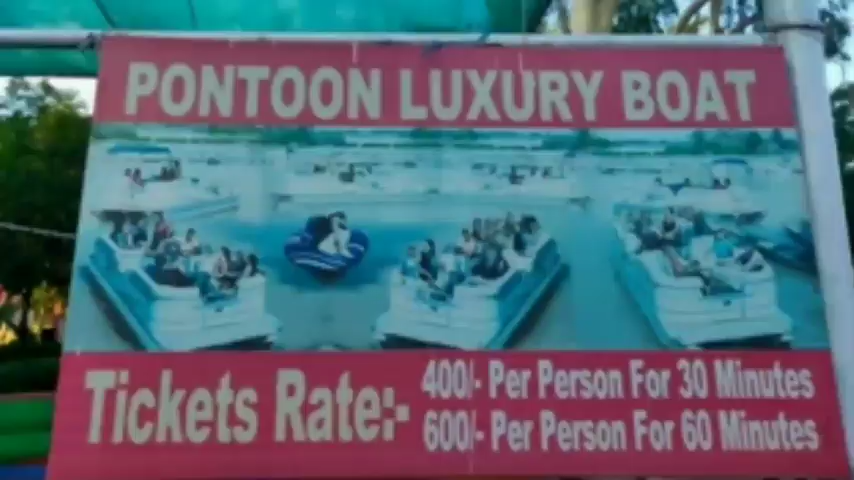 PONTOON LUXURY BOAT
Tickets Rate:-
400/- Per Person For 30 Minutes
600/- Per Person For 60 Minutes